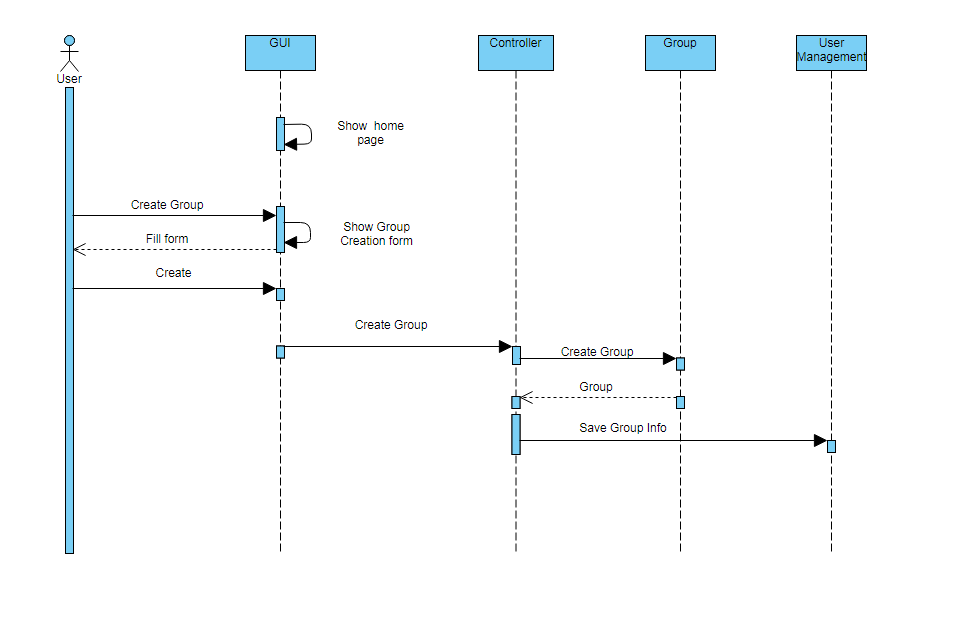 GUI
Controller
Group
User
Management
User
Show home
page
Create Group
Show Group
Creation form
Fill form
Create
Create Group
Create Group
Group
Save Group Info